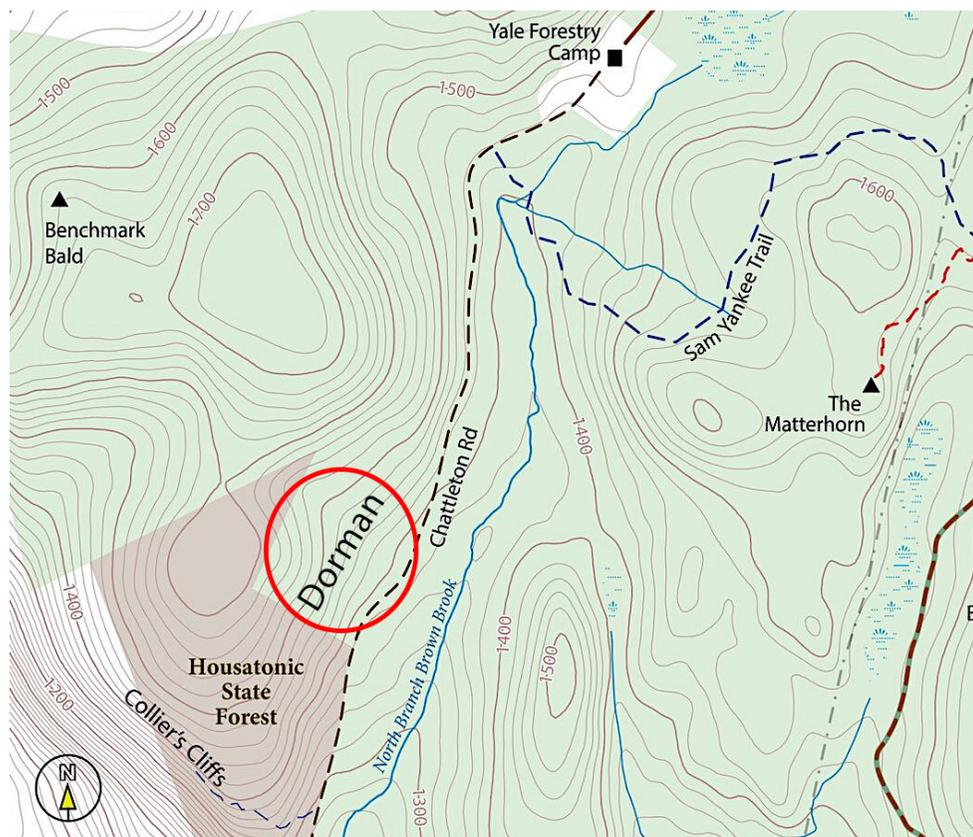 Yale Forestry
Camp
1500
1500
1600
1700
1600
Benchmark
Bald
Sam Yankee Trail
The
Matterhorn
1400
Chattleton Rd
Dorman
1400
1400
1500
North Branch Brown Brook
Housatonic
State
Forest
1200
Collier's Cliffs
1300
N